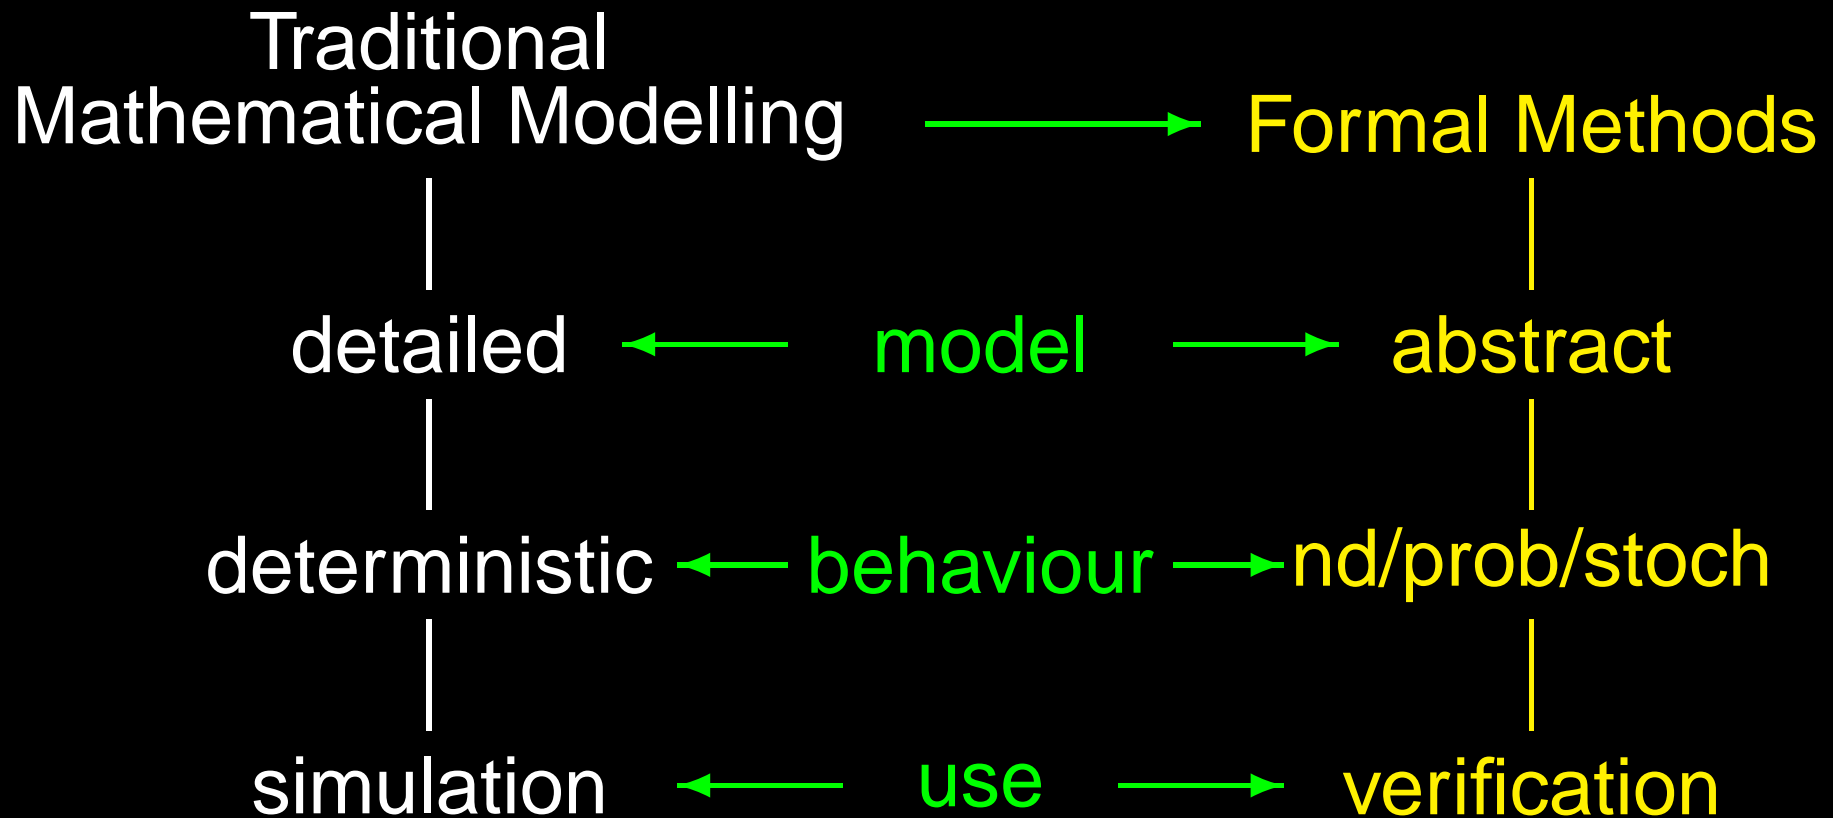 Traditional
Mathematical Modelling Formal Methods
detailed model abstract
deterministic behaviour nd/prob/stoch
simulation use verification